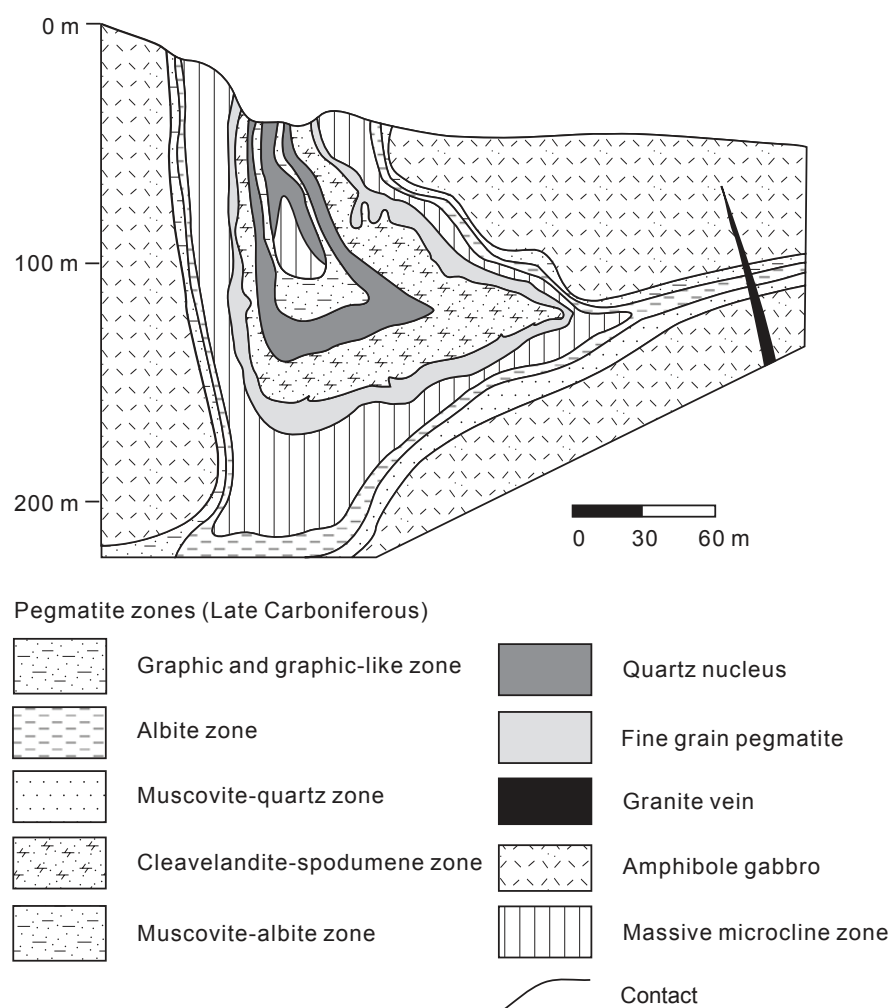 0 m
100 m
200 m
0 30 60 m
Pegmatite zones (Late Carboniferous)
Graphic and graphic-like zone
Albite zone
Muscovite-quartz zone
Cleavelandite-spodumene zone
Muscovite-albite zone
Quartz nucleus
Fine grain pegmatite
Granite vein
Amphibole gabbro
Massive microcline zone
Contact